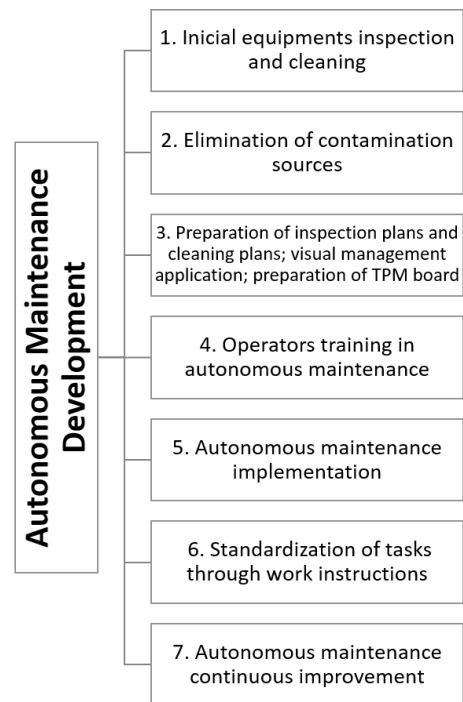 Autonomous Maintenance
Development
1. Inicial equipments inspection
and cleaning
2. Elimination of contamination
sources
3. Preparation of inspection plans and
cleaning plans; visual management
application; preparation of TPM board
4. Operators training in
autonomous maintenance
5. Autonomous maintenance
implementation
6. Standardization of tasks
through work instructions
7. Autonomous maintenance
continuous improvement